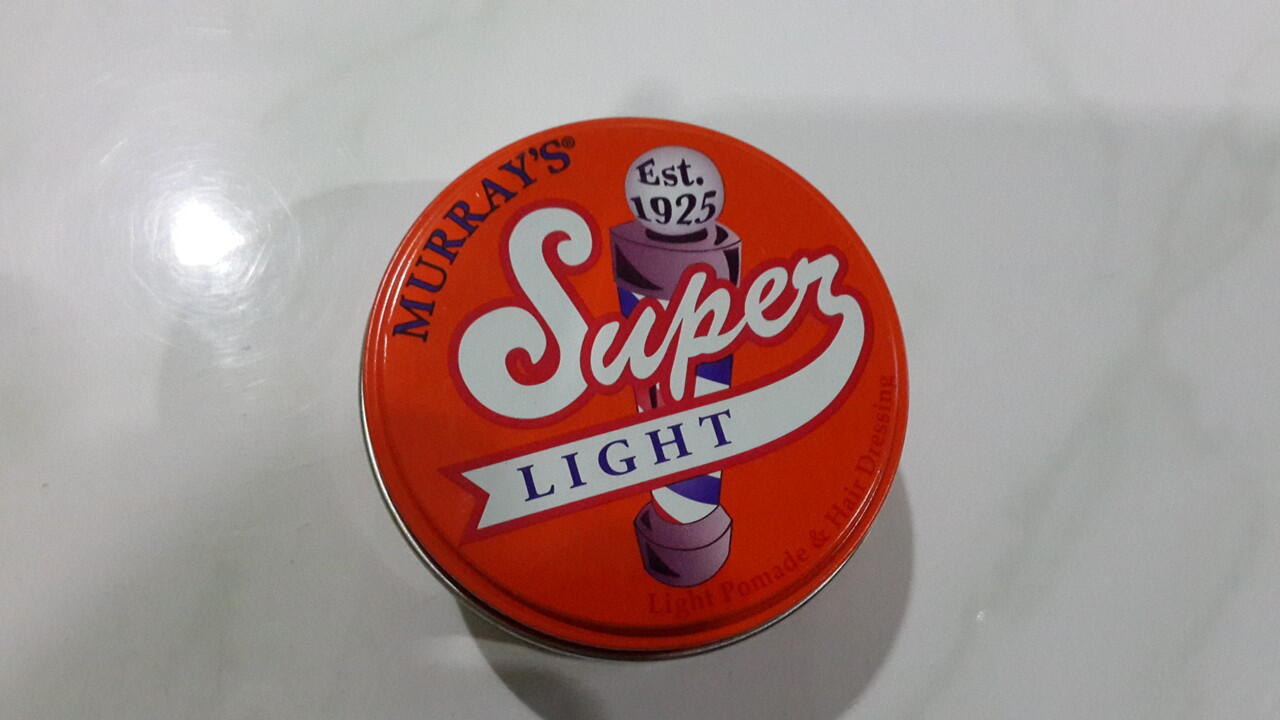 MURRAY'S®
Est.
1925
Super
LIGHT
Light Pomade & Hair Dressing